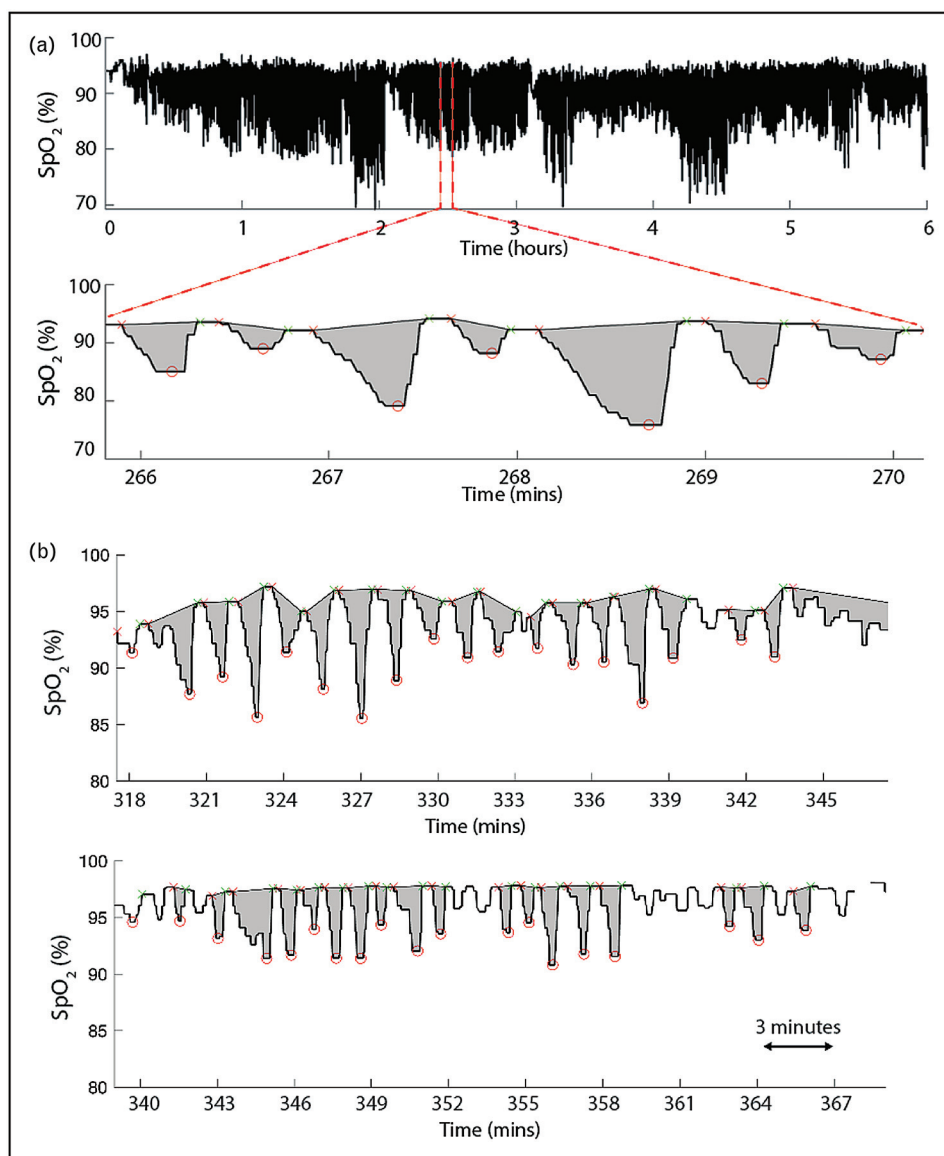 (a)
100
90
80
70
SpO2 (%)
0 1 2 3 4 5 6
Time (hours)
100
90
80
70
SpO2 (%)
266 267 268 269 270
Time (mins)
(b)
100
95
90
85
80
SpO2 (%)
318 321 324 327 330 333 336 339 342 345
Time (mins)
100
95
90
85
80
SpO2 (%)
3 minutes
340 343 346 349 352 355 358 361 364 367
Time (mins)